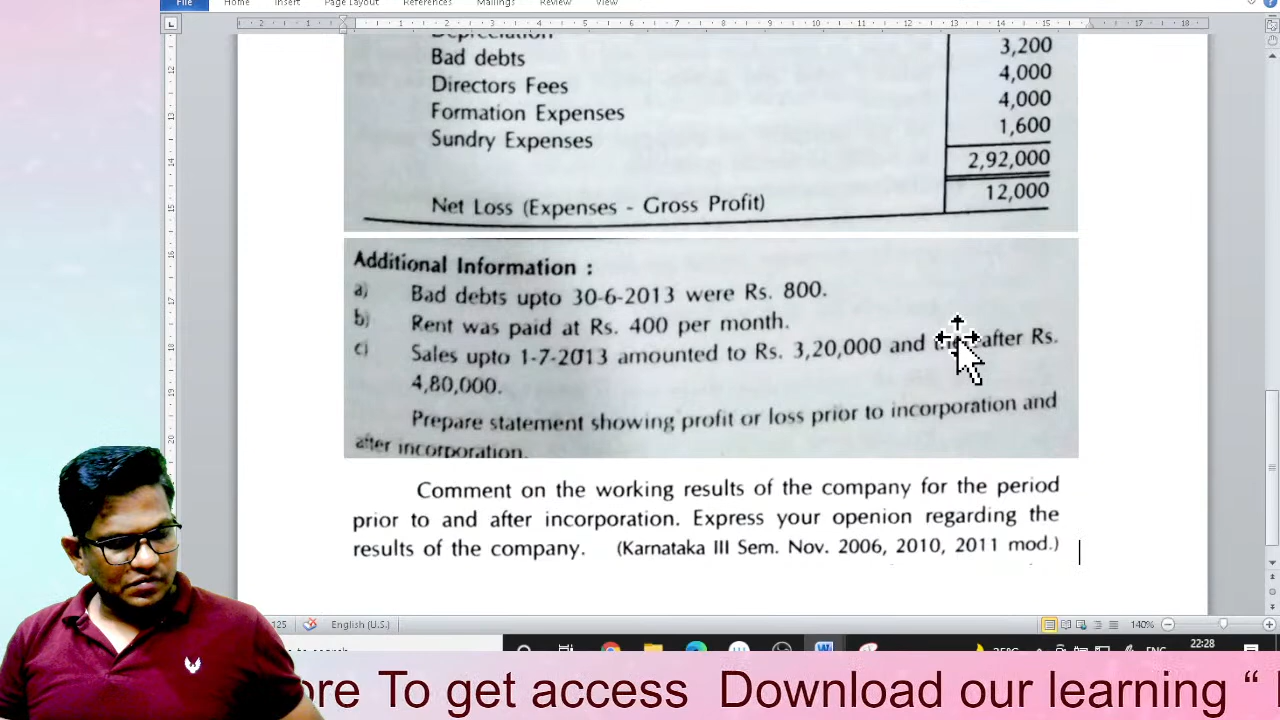 File Home Insert Page Layout References Mailings Review View
Depreciation
Bad debts 3,200
Directors Fees 4,000
Formation Expenses 4,000
Sundry Expenses 1,600
2,92,000
Net Loss (Expenses - Gross Profit) 12,000
Additional Information :
a) Bad debts upto 30-6-2013 were Rs. 800.
b) Rent was paid at Rs. 400 per month.
c) Sales upto 1-7-2013 amounted to Rs. 3,20,000 and thereafter Rs.
4,80,000.
Prepare statement showing profit or loss prior to incorporation and
after incorporation.
Comment on the working results of the company for the period
prior to and after incorporation. Express your openion regarding the
results of the company. (Karnataka III Sem. Nov. 2006, 2010, 2011 mod.)
125 English (U.S.) 140%
22:28
ore To get access Download our learning “